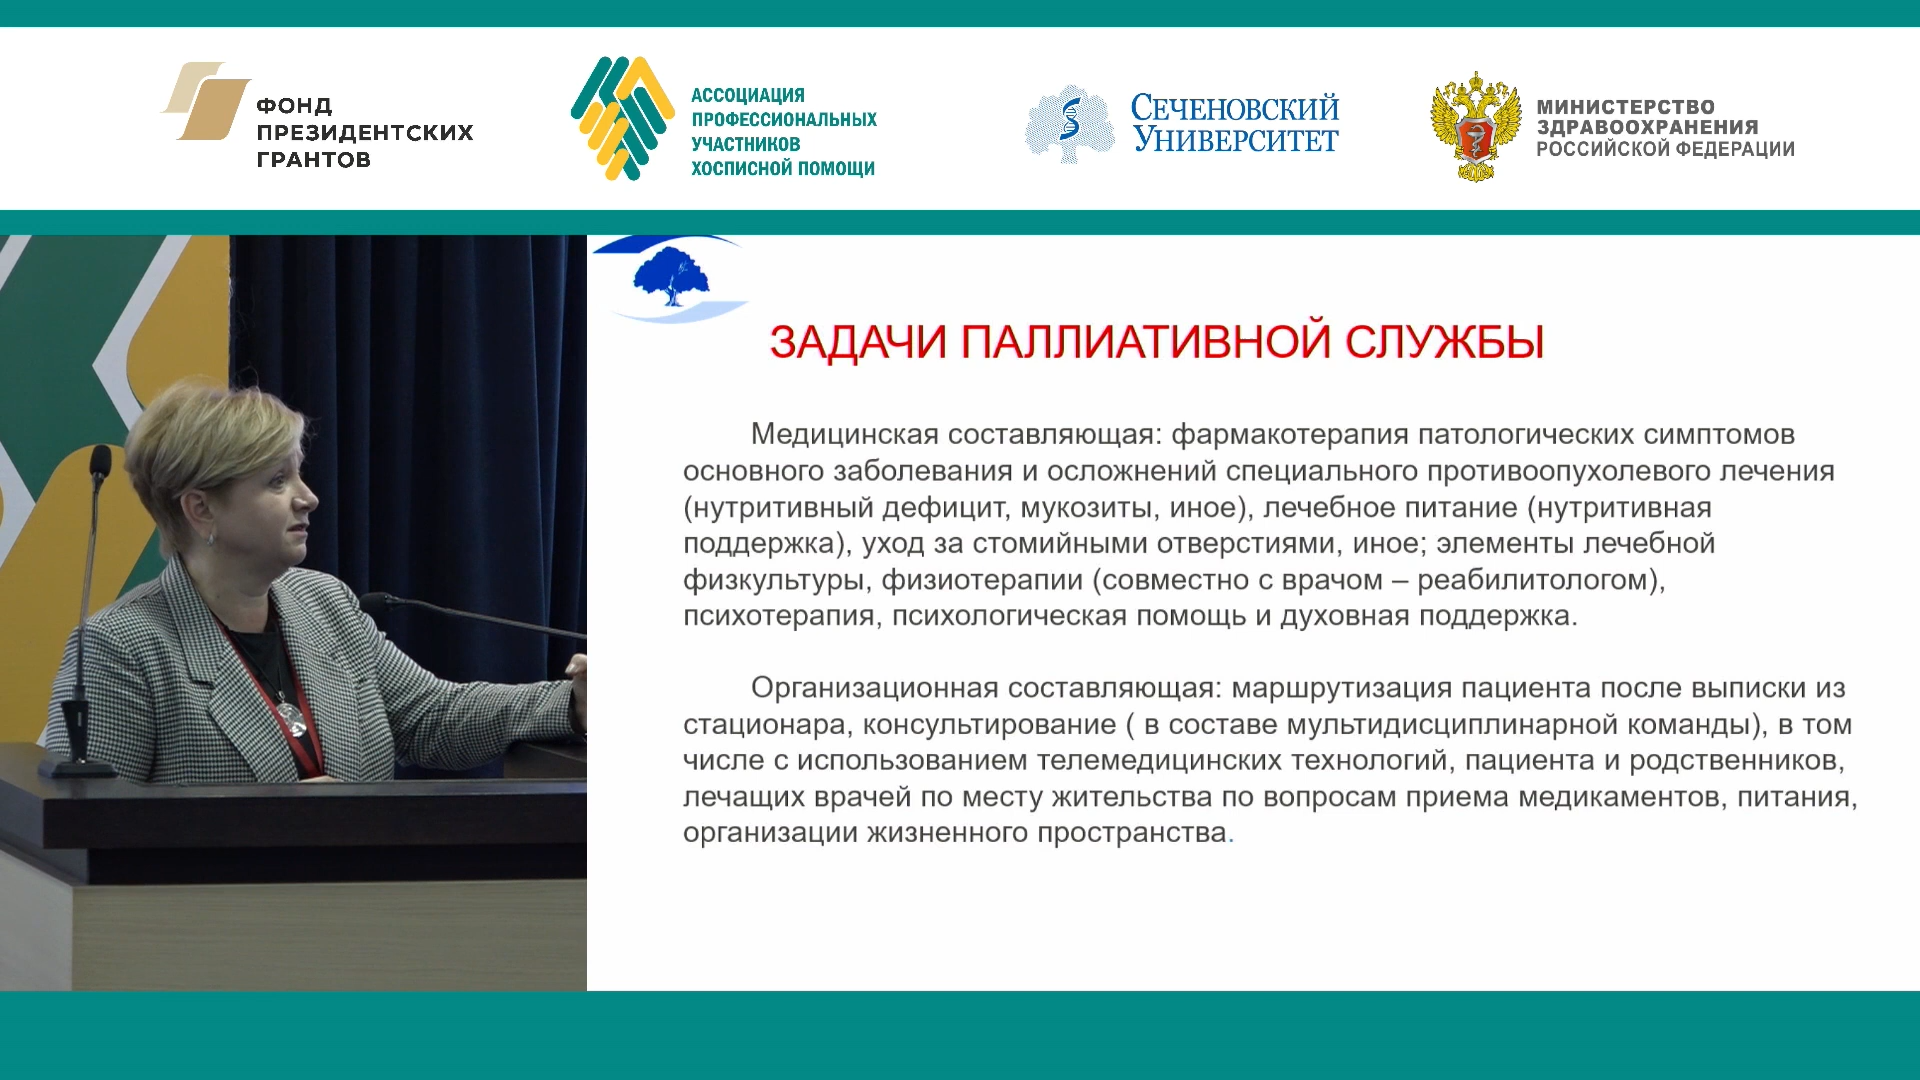 ФОНД
ПРЕЗИДЕНТСКИХ
ГРАНТОВ
АССОЦИАЦИЯ
ПРОФЕССИОНАЛЬНЫХ
УЧАСТНИКОВ
ХОСПИСНОЙ ПОМОЩИ
СЕЧЕНОВСКИЙ
УНИВЕРСИТЕТ
МИНИСТЕРСТВО
ЗДРАВООХРАНЕНИЯ
РОССИЙСКОЙ ФЕДЕРАЦИИ
ЗАДАЧИ ПАЛЛИАТИВНОЙ СЛУЖБЫ
Медицинская составляющая: фармакотерапия патологических симптомов
основного заболевания и осложнений специального противоопухолевого лечения
(нутритивный дефицит, мукозиты, иное), лечебное питание (нутритивная
поддержка), уход за стомийными отверстиями, иное; элементы лечебной
физкультуры, физиотерапии (совместно с врачом – реабилитологом),
психотерапия, психологическая помощь и духовная поддержка.
Организационная составляющая: маршрутизация пациента после выписки из
стационара, консультирование ( в составе мультидисциплинарной команды), в том
числе с использованием телемедицинских технологий, пациента и родственников,
лечащих врачей по месту жительства по вопросам приема медикаментов, питания,
организации жизненного пространства.